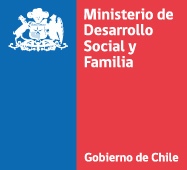 Ministerio de
Desarrollo
Social y
Familia
Gobierno de Chile